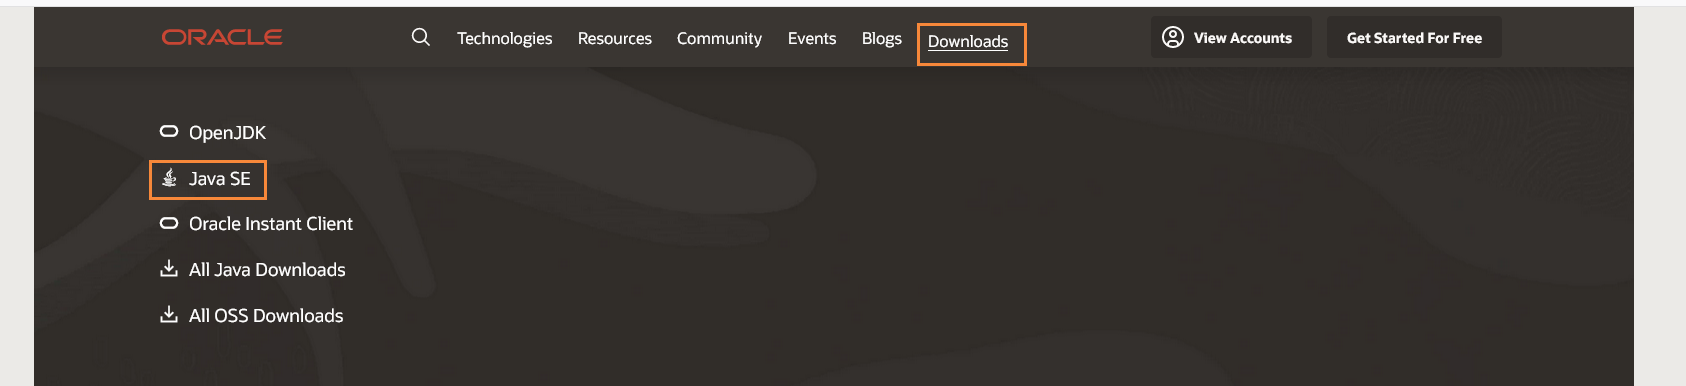 ORACLE Technologies Resources Community Events Blogs Downloads View Accounts Get Started For Free
OpenJDK
Java SE
Oracle Instant Client
All Java Downloads
All OSS Downloads